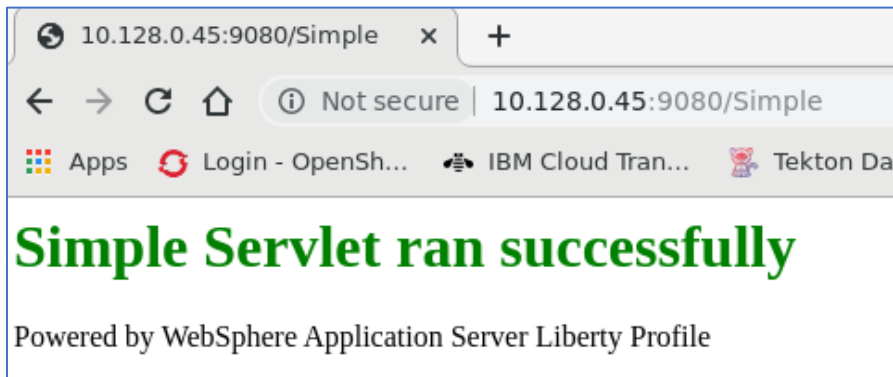 10.128.0.45:9080/Simple
Not secure 10.128.0.45:9080/Simple
Apps Login - OpenSh... IBM Cloud Tran... Tekton Da
Simple Servlet ran successfully
Powered by WebSphere Application Server Liberty Profile